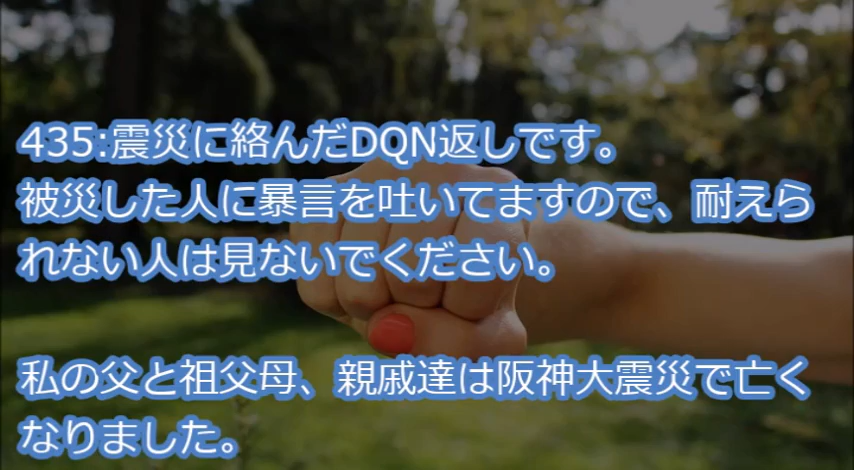 435:震災に絡んだDQN返しです。
被災した人に暴言を吐いてますので、耐えら
れない人は見ないでください。
私の父と祖父母、親戚達は阪神大震災で亡く
なりました。